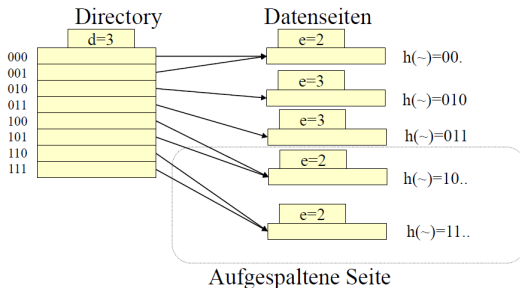 Directory
Datenseiten
d=3
000
001
010
011
100
101
110
111
e=2
h(~)=00.
e=3
h(~)=010
e=3
h(~)=011
e=2
h(~)=10..
e=2
h(~)=11..
Aufgespaltene Seite